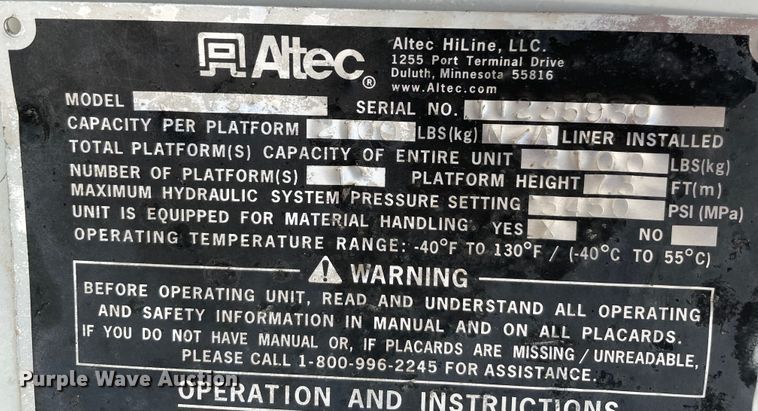 Altec®
Altec HiLine, LLC.
1255 Port Terminal Drive
Duluth, Minnesota 55816
www.Altec.com
MODEL SERIAL NO.
CAPACITY PER PLATFORM LBS(kg) N/A LINER INSTALLED
TOTAL PLATFORM(S) CAPACITY OF ENTIRE UNIT LBS(kg)
NUMBER OF PLATFORM(S) PLATFORM HEIGHT FT(m)
MAXIMUM HYDRAULIC SYSTEM PRESSURE SETTING PSI (MPa)
UNIT IS EQUIPPED FOR MATERIAL HANDLING YES X NO
OPERATING TEMPERATURE RANGE: -40°F TO 130°F / (-40°C TO 55°C)
WARNING
BEFORE OPERATING UNIT, READ AND UNDERSTAND ALL OPERATING
AND SAFETY INFORMATION IN MANUAL AND ON ALL PLACARDS.
IF YOU DO NOT HAVE MANUAL OR, IF PLACARDS ARE MISSING/UNREADABLE,
PLEASE CALL 1-800-996-2245 FOR ASSISTANCE.
Purple Wave Auction
OPERATION AND INSTRUCTIONS